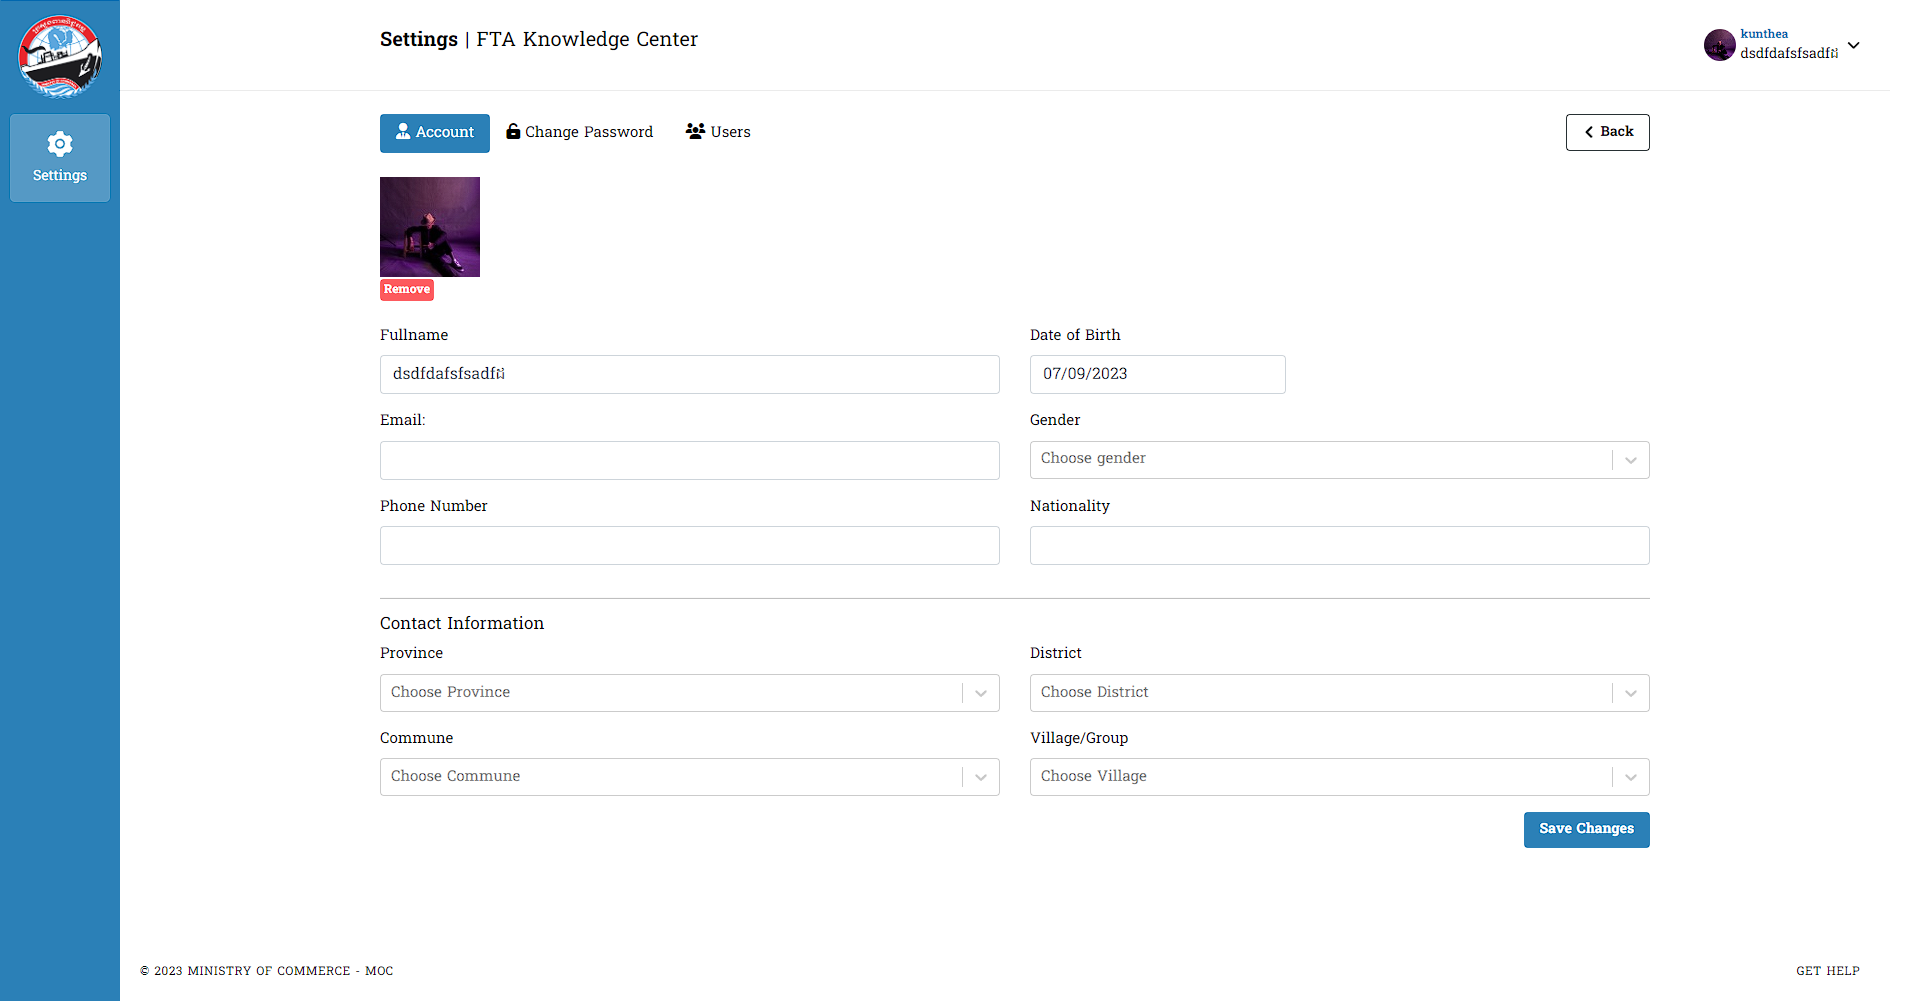 Settings | FTA Knowledge Center
kunthea
Account
Change Password
Users
Back
Settings
Remove
Fullname
Date of Birth
07/09/2023
Email:
Gender
Choose gender
Phone Number
Nationality
Contact Information
Province
District
Choose Province
Choose District
Commune
Village/Group
Choose Commune
Choose Village
Save Changes
© 2023 MINISTRY OF COMMERCE - MOC
GET HELP